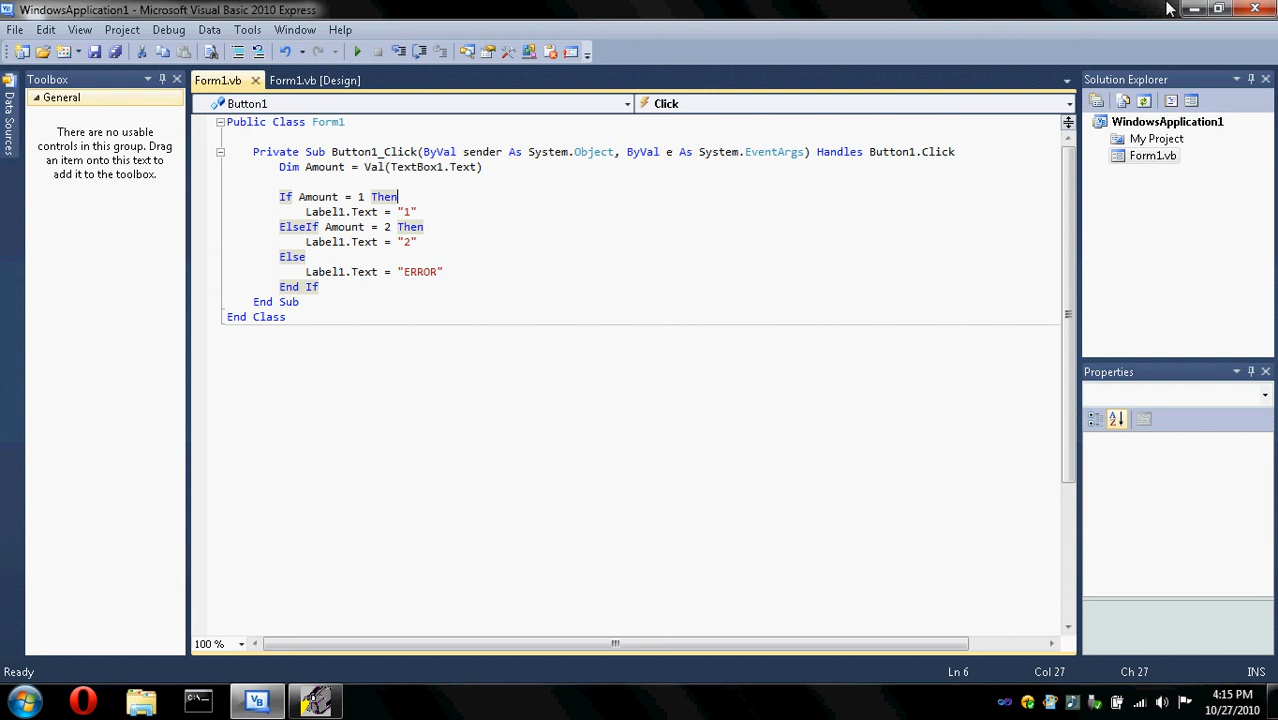 WindowsApplication1 - Microsoft Visual Basic 2010 Express
File Edit View Project Debug Data Tools Window Help
Toolbox
Form1.vb
Form1.vb [Design]
Solution Explorer
Data Sources
General
There are no usable
controls in this group. Drag
an item onto this text to
add it to the toolbox.
Button1
Click
Public Class Form1
Private Sub Button1_Click(ByVal sender As System.Object, ByVal e As System.EventArgs) Handles Button1.Click
Dim Amount = Val(TextBox1.Text)
If Amount = 1 Then
Label1.Text = "1"
ElseIf Amount = 2 Then
Label1.Text = "2"
Else
Label1.Text = "ERROR"
End If
End Sub
End Class
WindowsApplication1
My Project
Form1.vb
Properties
100 %
Ready
Ln 6
Col 27
Ch 27
INS
4:15 PM
10/27/2010